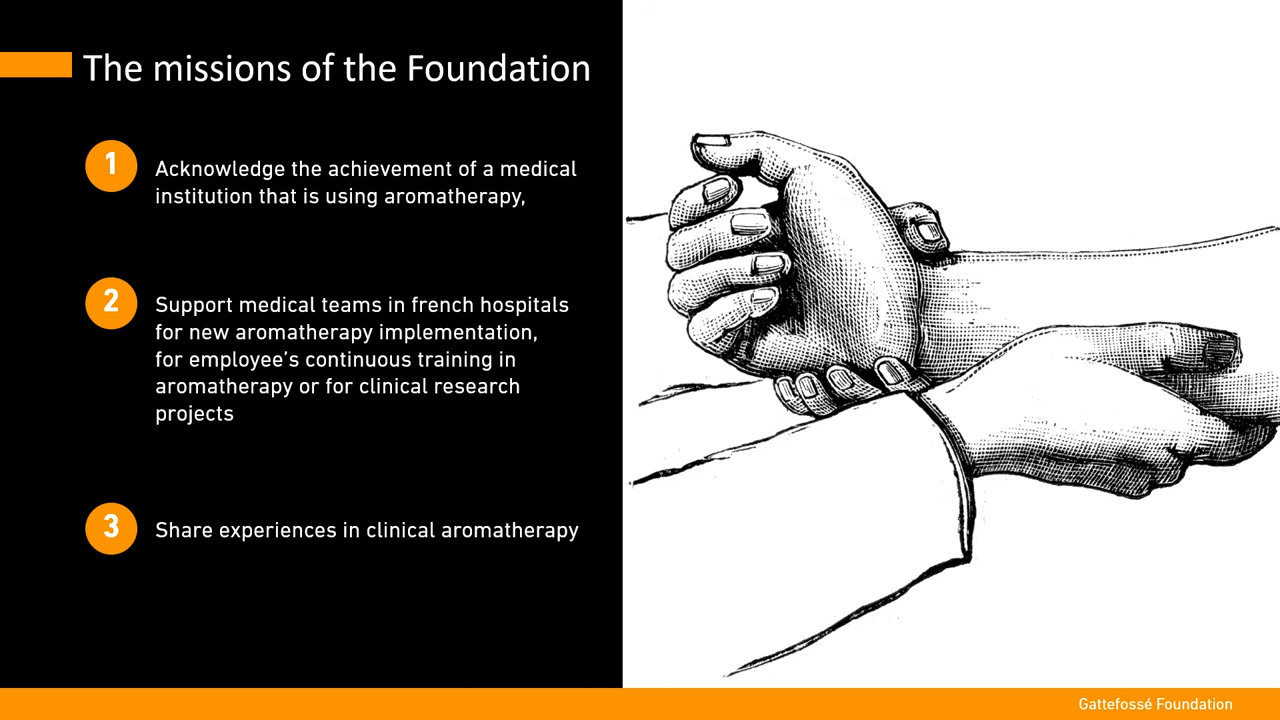 The missions of the Foundation
1
Acknowledge the achievement of a medical
institution that is using aromatherapy,
2
Support medical teams in french hospitals
for new aromatherapy implementation,
for employee's continuous training in
aromatherapy or for clinical research
projects
3
Share experiences in clinical aromatherapy
Gattefossé Foundation